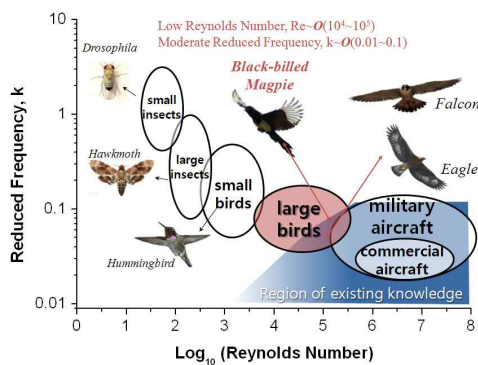 Low Reynolds Number, Re~O(10⁴~10⁵)
Moderate Reduced Frequency, k~O(0.01~0.1)
Drosophila
Black-billed
Magpie
Falcon
Eagle
small
insects
Hawkmoth
large
insects
small
birds
Hummingbird
large
birds
military
aircraft
commercial
aircraft
Region of existing knowledge
Reduced Frequency, k
10
1
0.1
0.01
0 1 2 3 4 5 6 7 8
Log₁₀ (Reynolds Number)